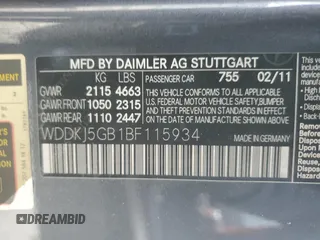 MFD BY DAIMLER AG STUTTGART
KG LBS PASSENGER CAR 755 02/11
GVWR 2115 4663
GAWR FRONT 1050 2315
GAWR REAR 1110 2447
THIS VEHICLE CONFORMS TO ALL
APPLICABLE U.S. FEDERAL MOTOR
VEHICLE SAFETY, BUMPER, AND
THEFT PREVENTION STANDARDS
IN EFFECT ON THE DATE OF
MANUFACTURE SHOWN ABOVE.
WDDKJ5GB1BF115934
MADE IN GERMANY
DREAMBID